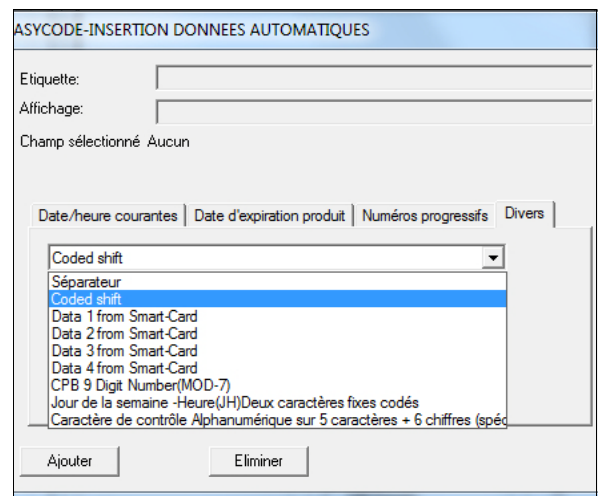 ASYCODE-INSERTION DONNEES AUTOMATIQUES
Etiquette:
Affichage:
Champ sélectionné Aucun
Date/heure courantes Date d'expiration produit Numéros progressifs Divers
Coded shift
Séparateur
Coded shift
Data 1 from Smart-Card
Data 2 from Smart-Card
Data 3 from Smart-Card
Data 4 from Smart-Card
CPB 9 Digit Number(MOD-7)
Jour de la semaine -Heure(JH)Deux caractères fixes codés
Caractère de contrôle Alphanumérique sur 5 caractères + 6 chiffres (spéc
Ajouter Eliminer